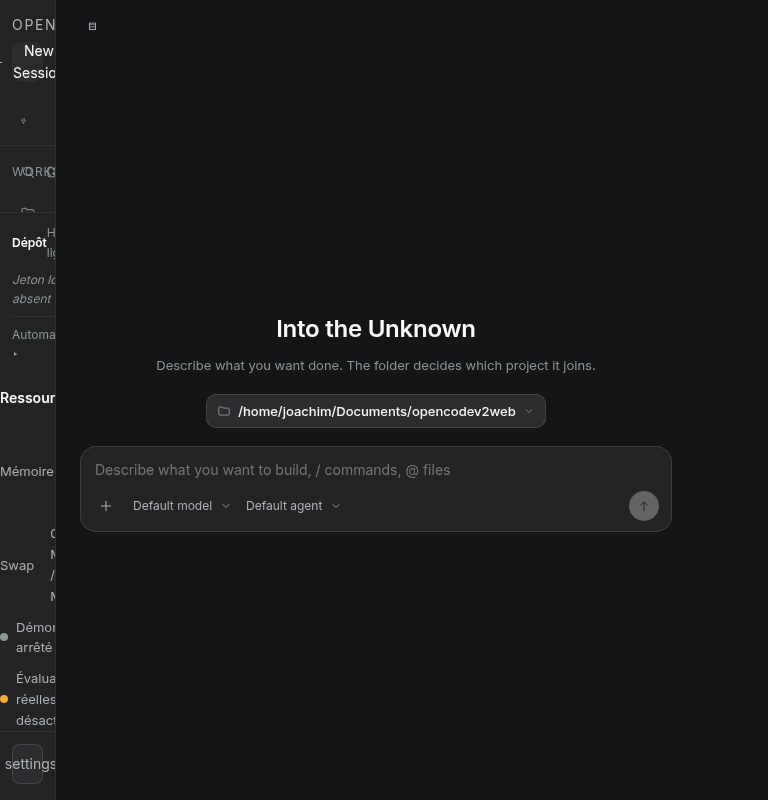 OPEN
New
Sessio
Dépôt
Jeton
absent
Automa
Ressour
Mémoire
Swap
Démon
arrêté
Évalua
réelles
désact
settings
Into the Unknown
Describe what you want done. The folder decides which project it joins.
/home/joachim/Documents/opencodev2web
Describe what you want to build, / commands, @ files
Default model Default agent